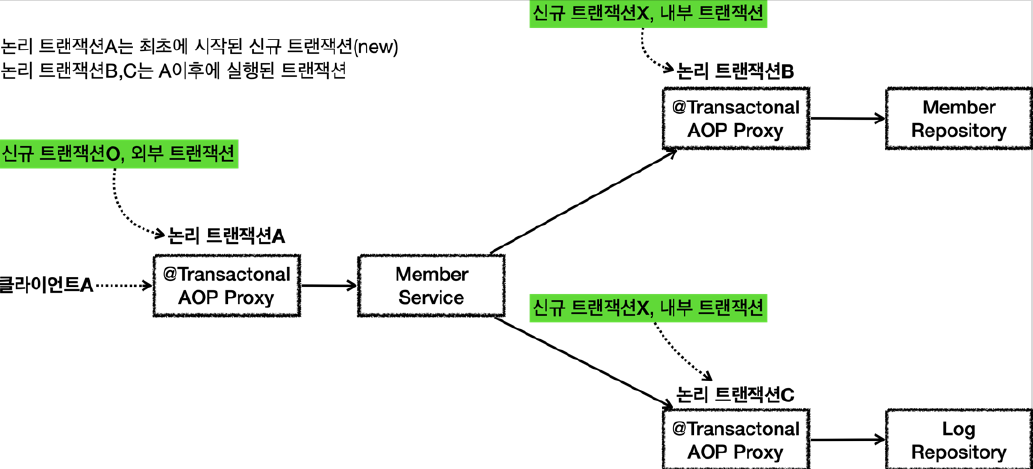 신규 트랜잭션X, 내부 트랜잭션
논리 트랜잭션A는 최초에 시작된 신규 트랜잭션(new)
논리 트랜잭션B,C는 A이후에 실행된 트랜잭션
논리 트랜잭션B
@Transactonal
AOP Proxy
Member
Repository
신규 트랜잭션O, 외부 트랜잭션
논리 트랜잭션A
클라이언트A
@Transactonal
AOP Proxy
Member
Service
신규 트랜잭션X, 내부 트랜잭션
논리 트랜잭션C
@Transactonal
AOP Proxy
Log
Repository